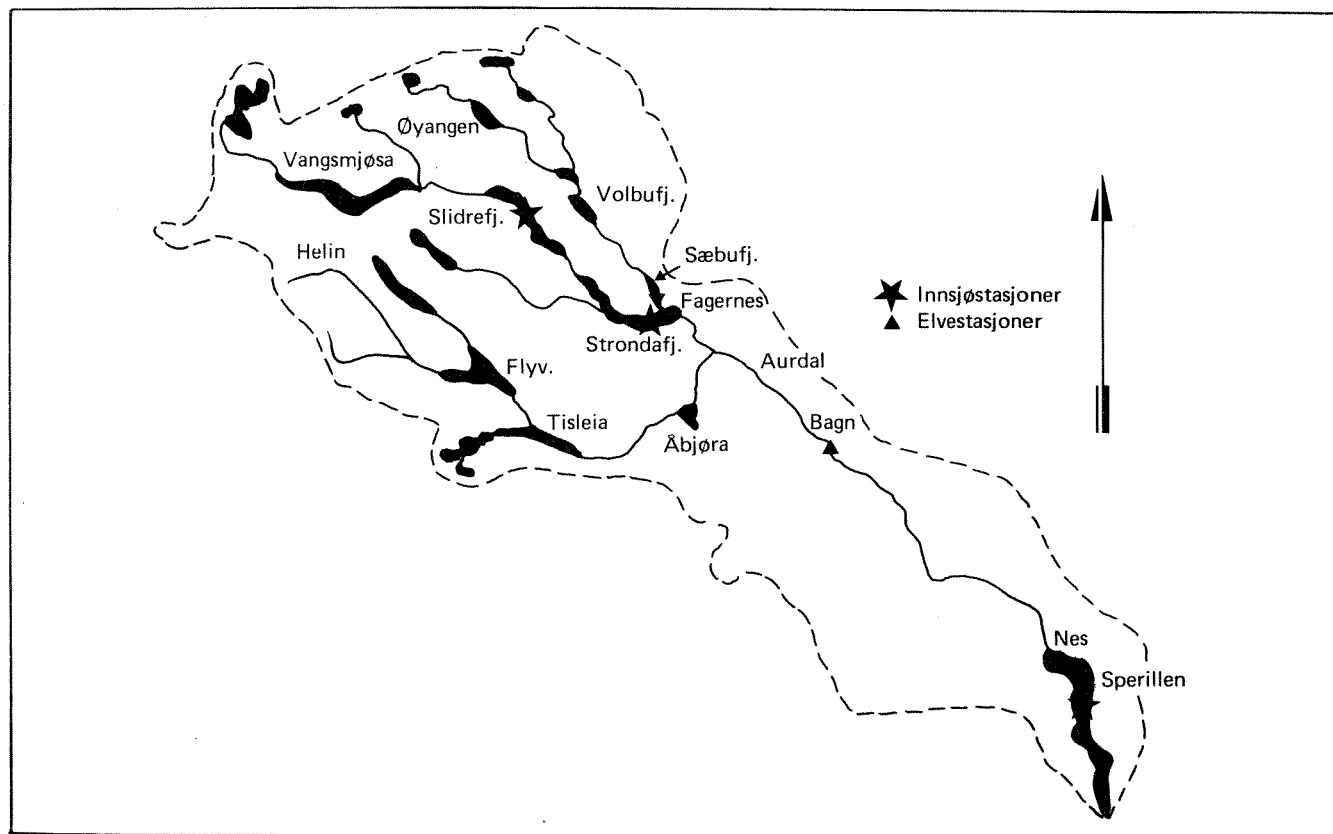 Øyangen
Vangsmjøsa
Volbufj.
Slidrefj.
Helin
Sæbufj.
Fagernes
Innsjøstasjoner
Elvestasjoner
Strondafj.
Aurdal
Flyv.
Tisleia
Bagn
Åbjøra
Nes
Sperillen